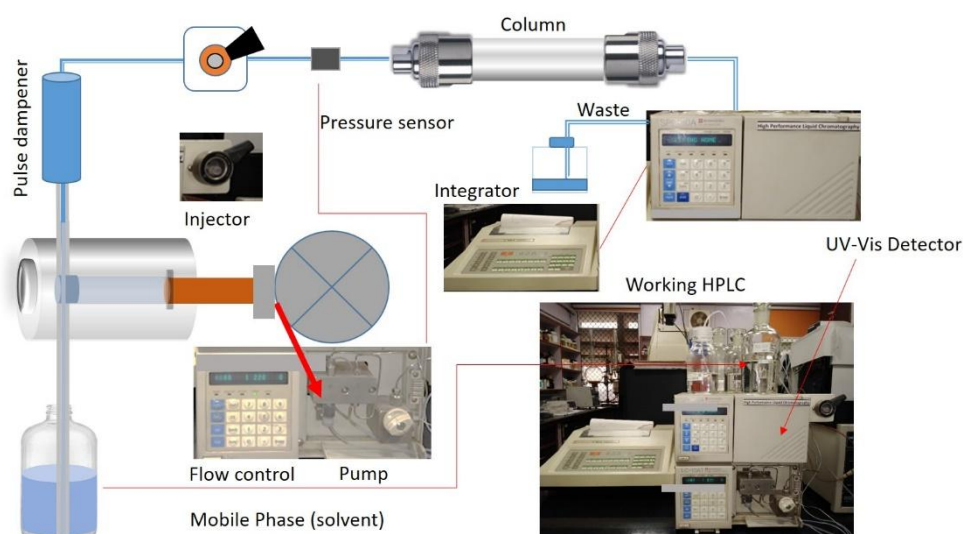 Column
Pulse dampener
Pressure sensor
Waste
High Performance Liquid Chromatography
Injector
Integrator
UV-Vis Detector
Working HPLC
Flow control
Pump
Mobile Phase (solvent)